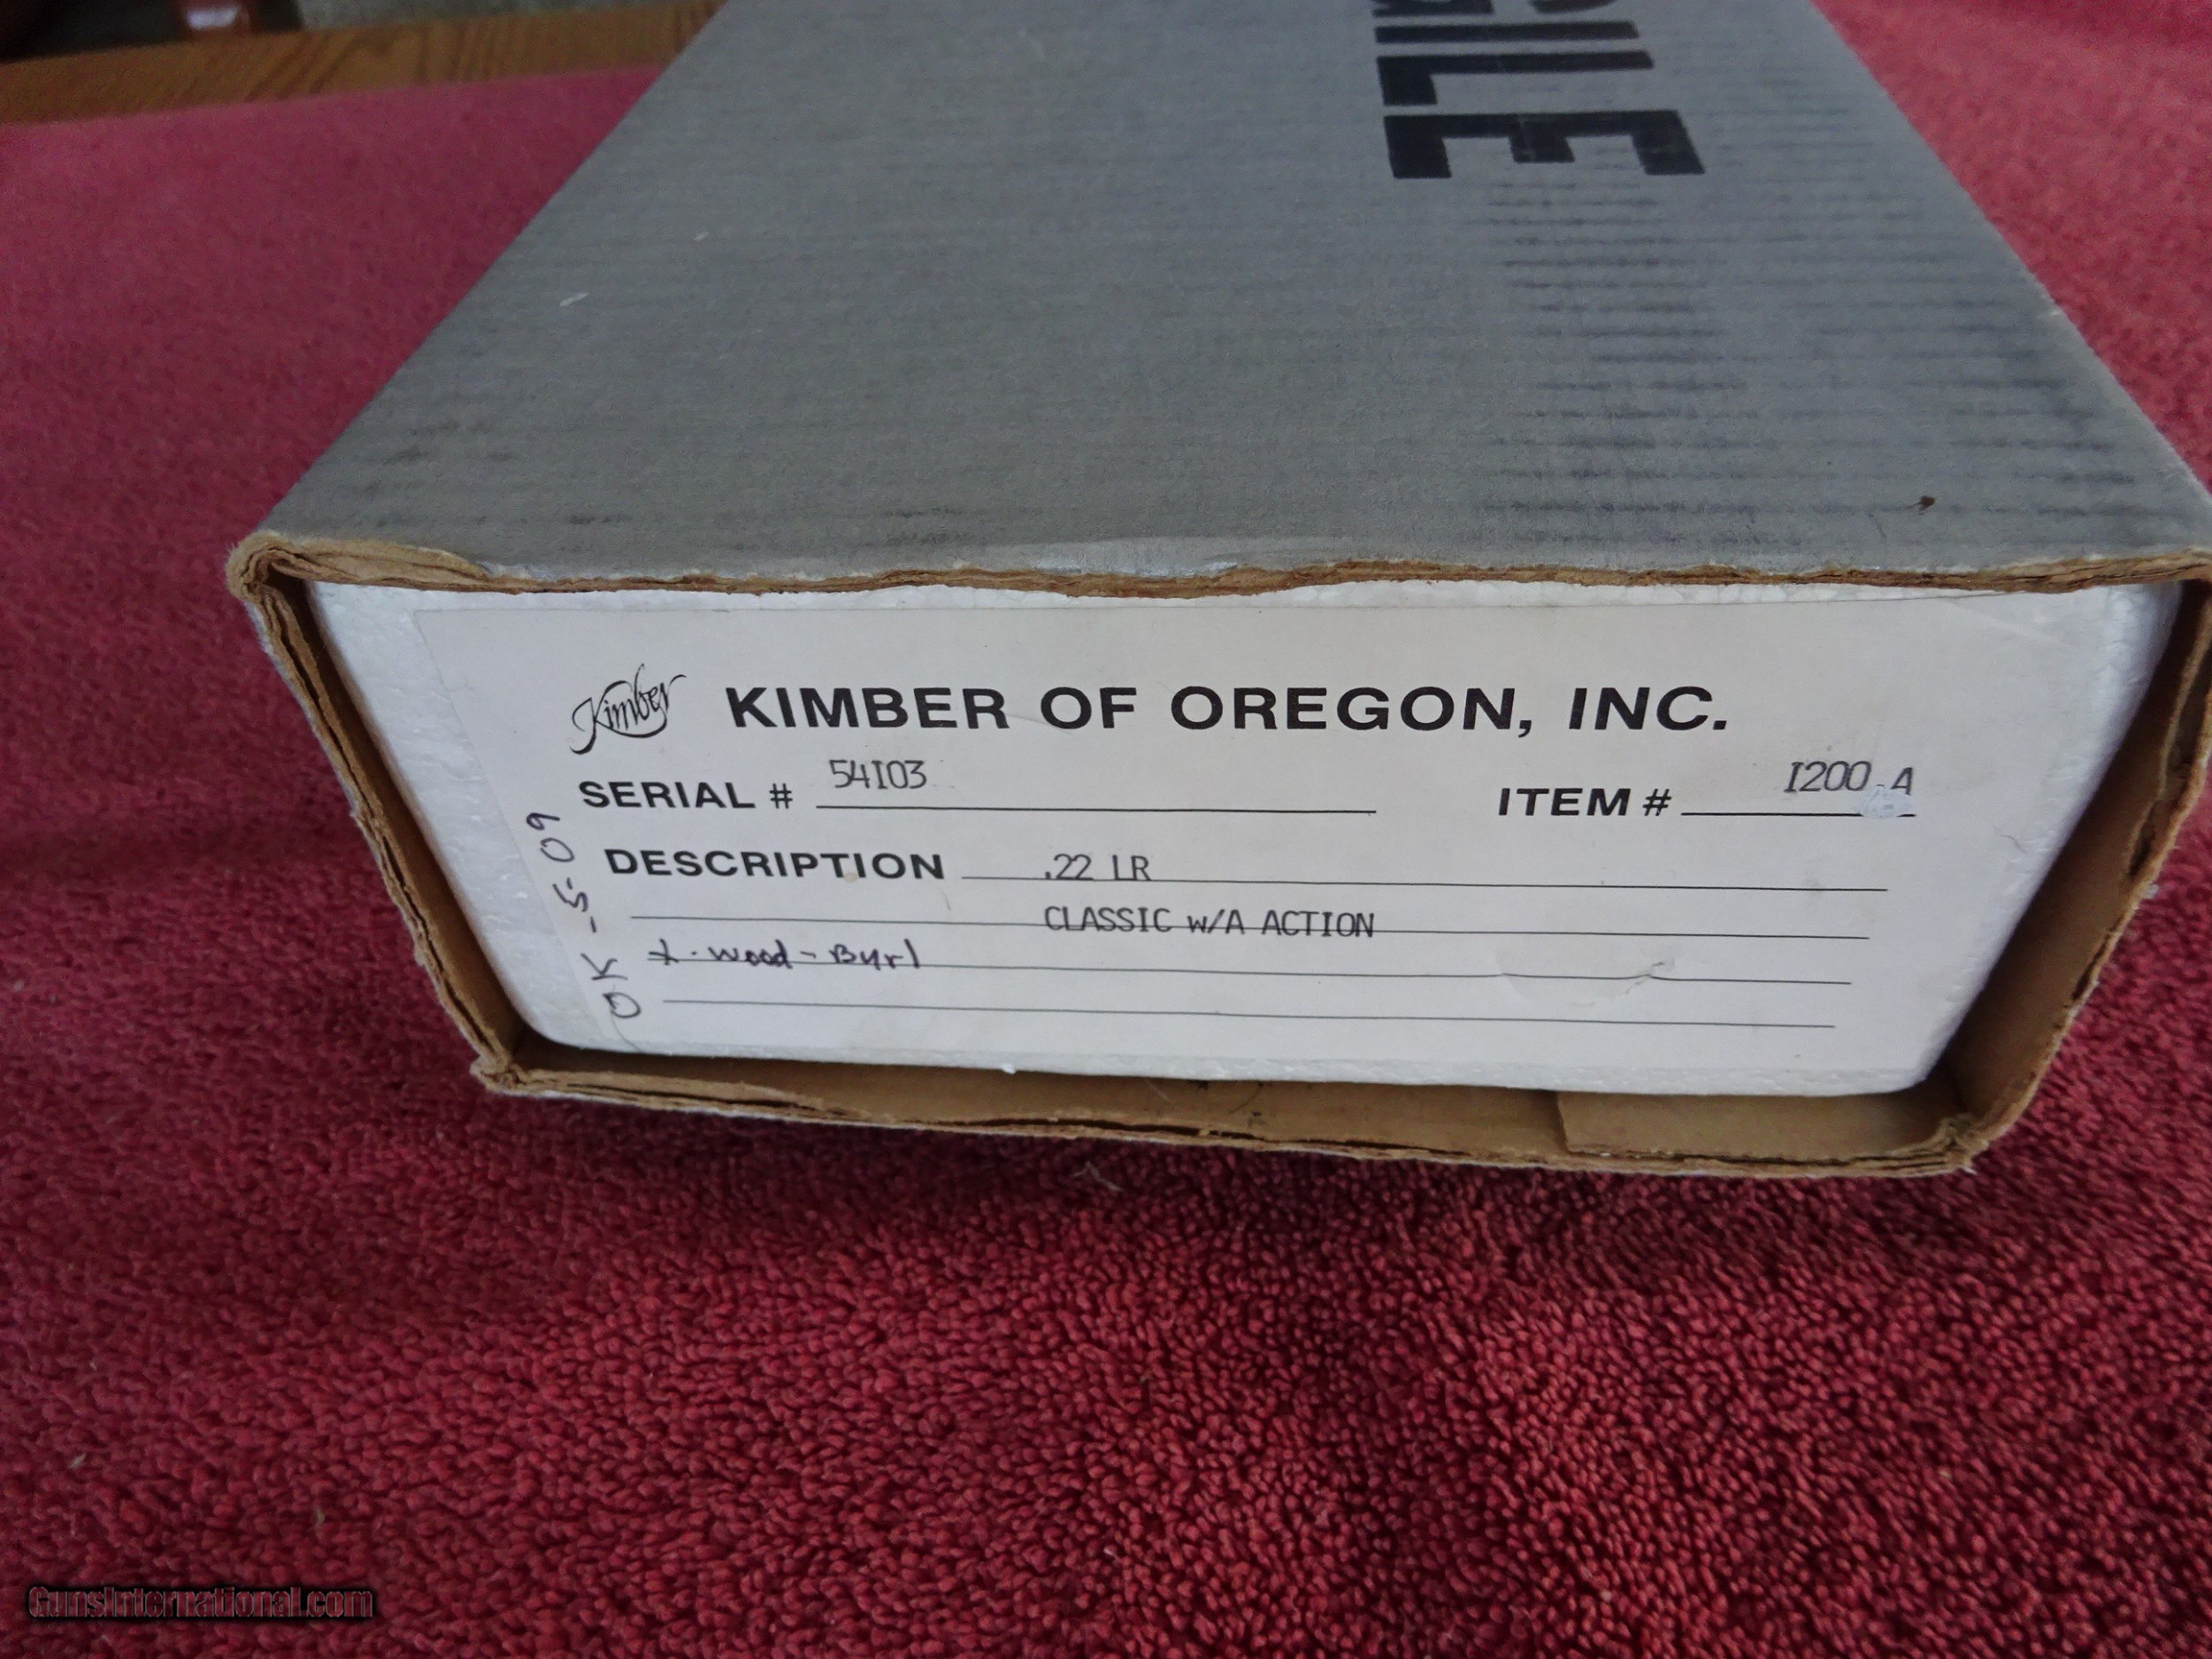 GILE
Kimber KIMBER OF OREGON, INC.
SERIAL # 54I03 ITEM # I200-A
DESCRIPTION .22 LR
CLASSIC w/A ACTION
X-wood-Burl
OK-5-09
GunsInternational.com